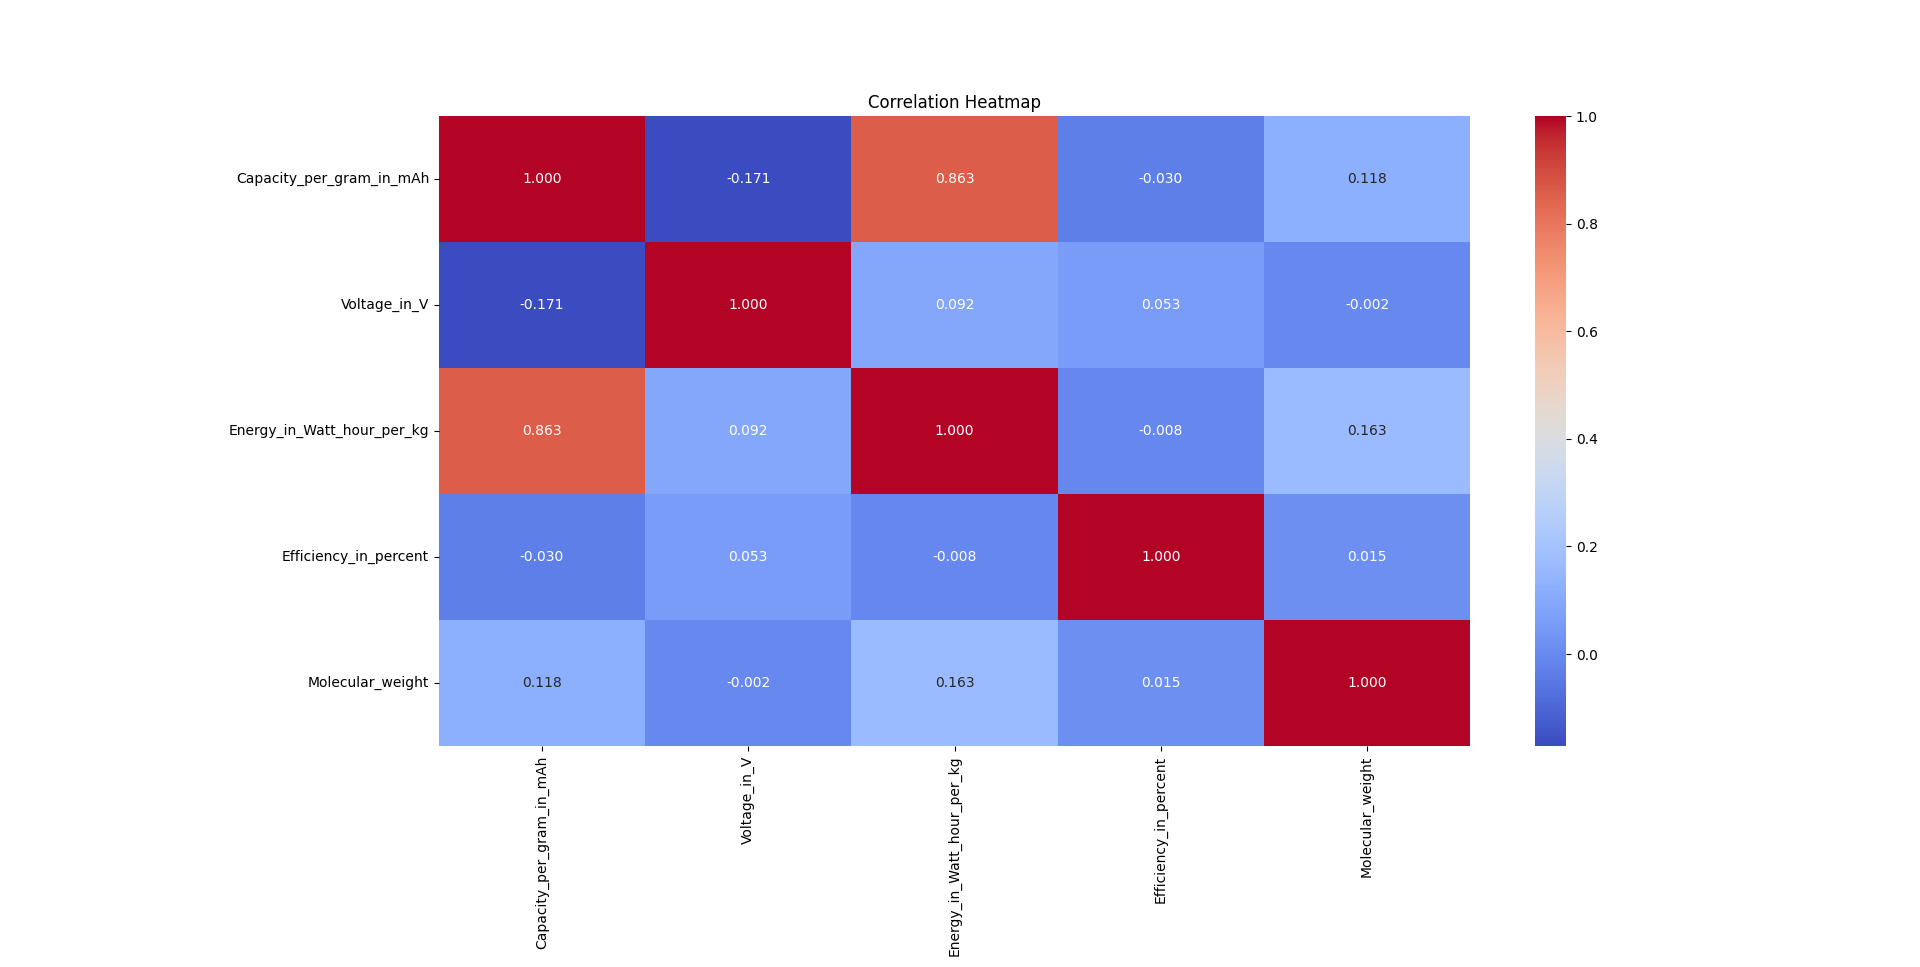 Correlation Heatmap
Capacity_per_gram_in_mAh 1.000 -0.171 0.863 -0.030 0.118
Voltage_in_V -0.171 1.000 0.092 0.053 -0.002
Energy_in_Watt_hour_per_kg 0.863 0.092 1.000 -0.008 0.163
Efficiency_in_percent -0.030 0.053 -0.008 1.000 0.015
Molecular_weight 0.118 -0.002 0.163 0.015 1.000
Capacity_per_gram_in_mAh
Voltage_in_V
Energy_in_Watt_hour_per_kg
Efficiency_in_percent
Molecular_weight
1.0
0.8
0.6
0.4
0.2
0.0